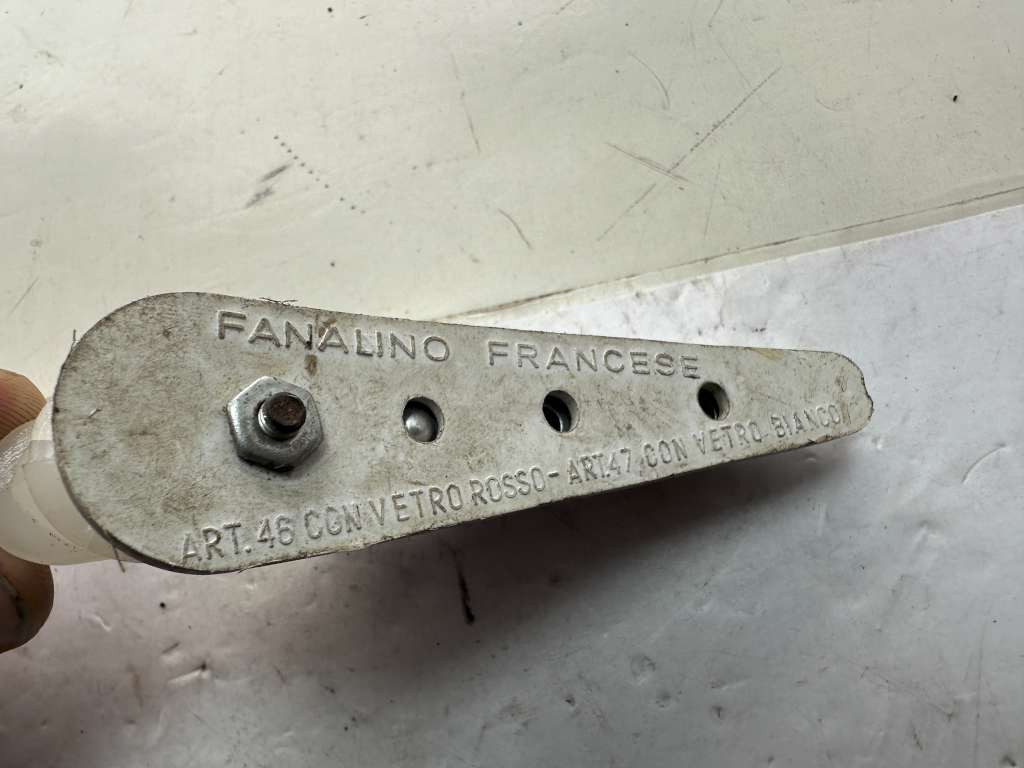 FANALINO FRANCESE
ART. 46 CON VETRO ROSSO - ART. 47 CON VETRO BIANCO